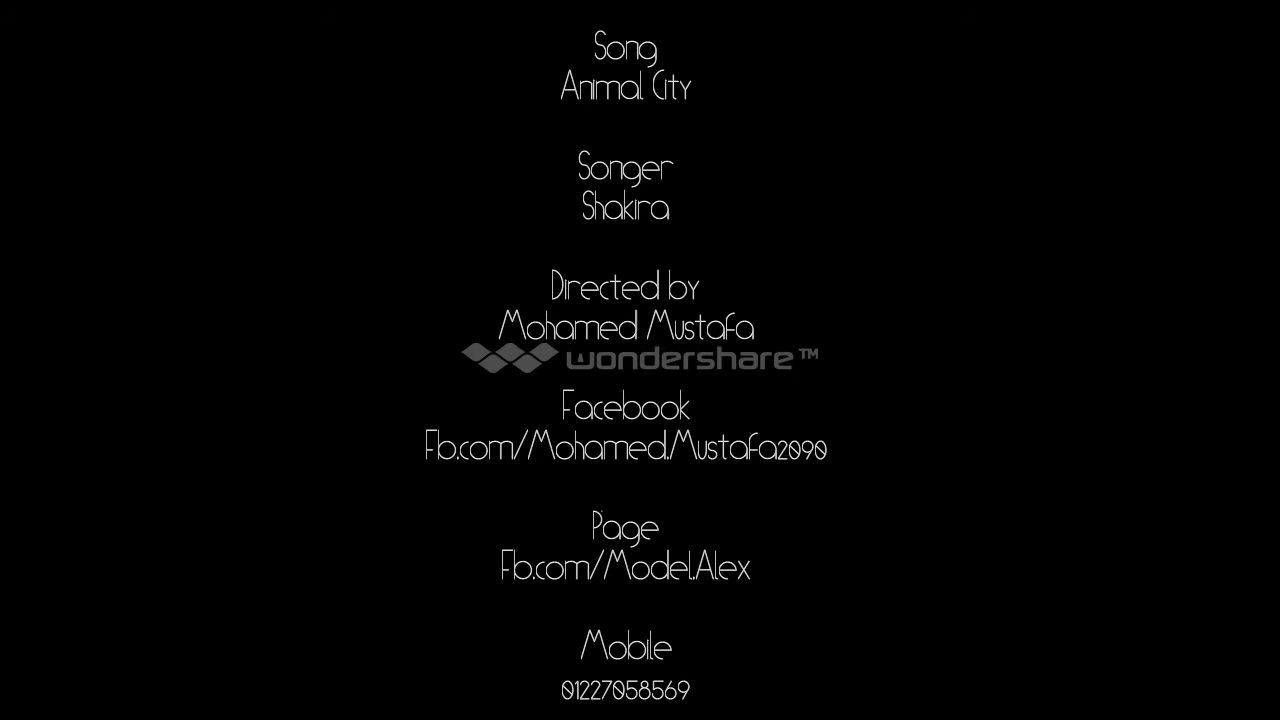 Song
Animal City
Songer
Shakira
Directed by
Mohamed Mustafa
wondershare™
Facebook
Fb.com/Mohamed.Mustafa2090
Page
Fb.com/Model.Alex
Mobile
01227058569